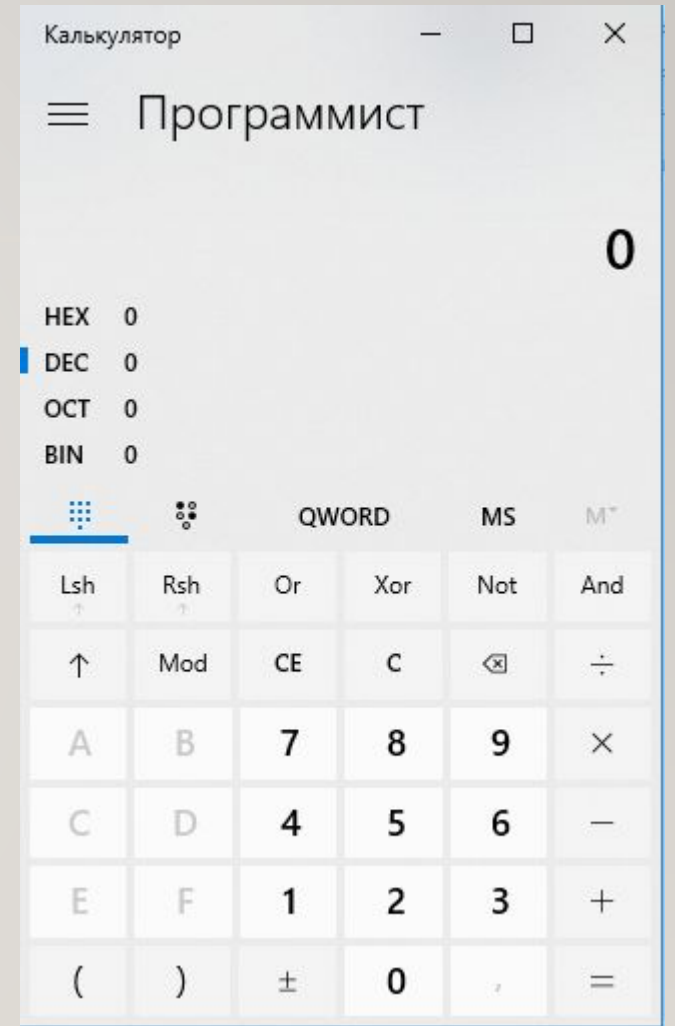 Калькулятор
Программист
0
HEX 0
DEC 0
OCT 0
BIN 0
QWORD MS M˅
Lsh Rsh Or Xor Not And
↑ Mod CE C ⌫ ÷
A B 7 8 9 ×
C D 4 5 6 −
E F 1 2 3 +
( ) ± 0 , =